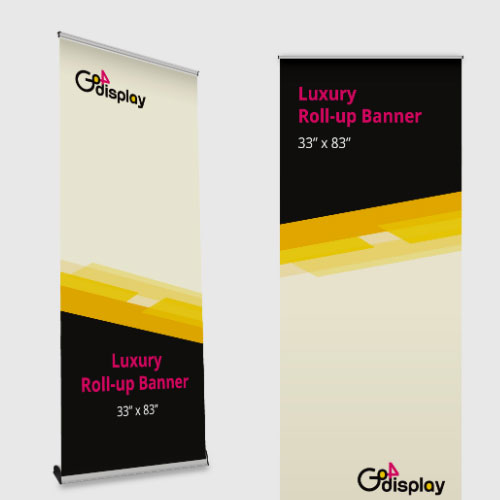 Go4display
Luxury
Roll-up Banner
33” x 83”
Luxury
Roll-up Banner
33” x 83”
Go4display